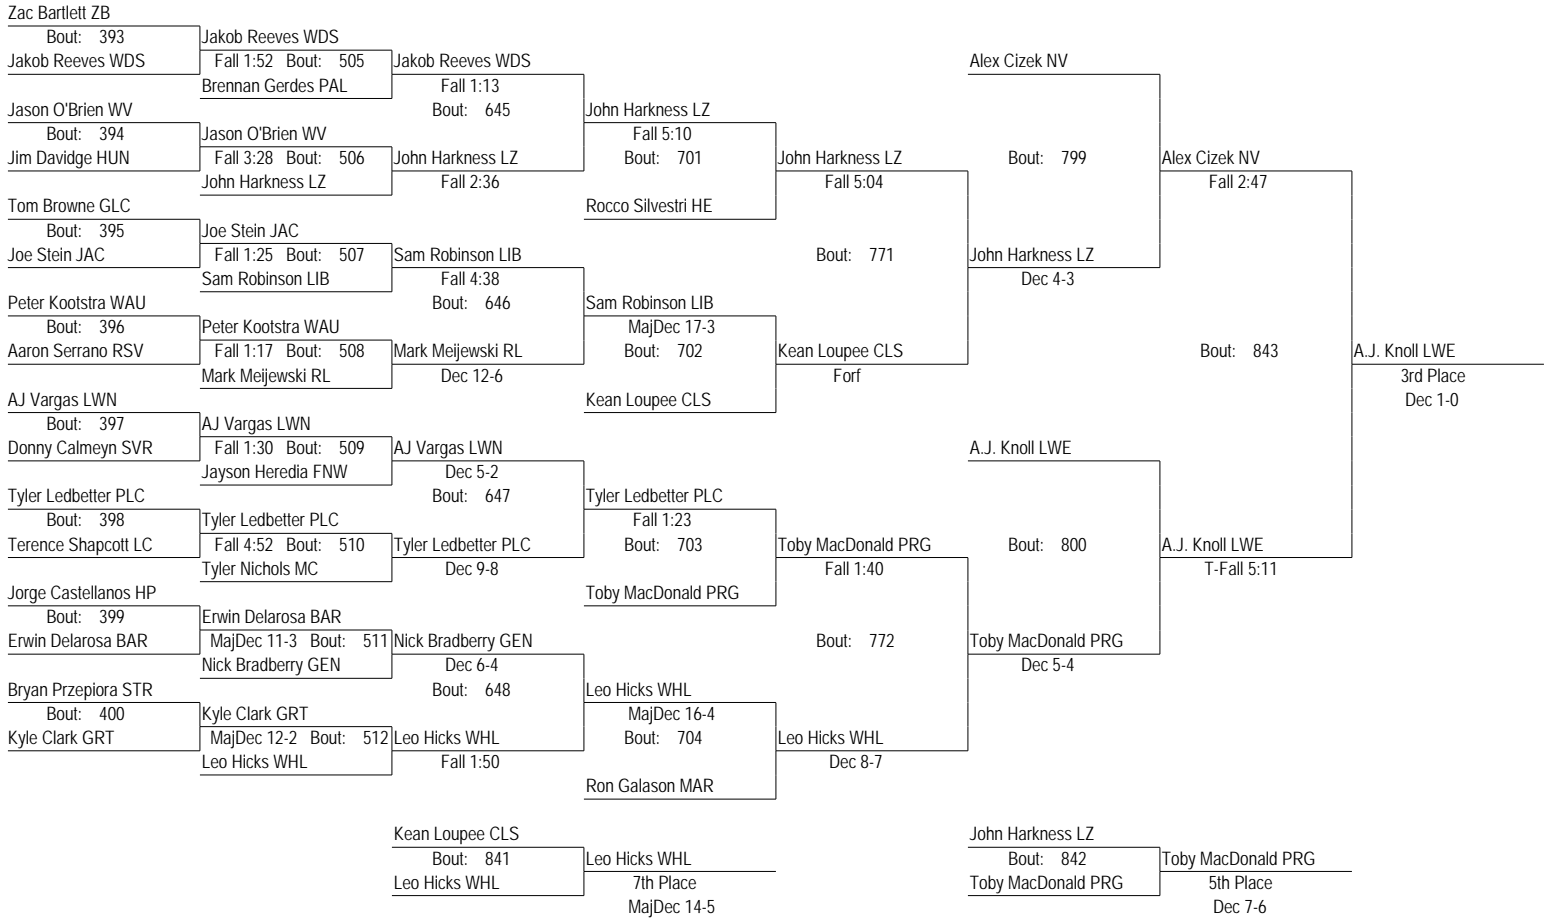 Zac Bartlett ZB
Bout: 393
Jakob Reeves WDS
Jakob Reeves WDS
Fall 1:52 Bout: 505
Brennan Gerdes PAL
Jakob Reeves WDS
Fall 1:13
Bout: 645
Jason O'Brien WV
Bout: 394
Jim Davidge HUN
Jason O'Brien WV
Fall 3:28 Bout: 506
John Harkness LZ
John Harkness LZ
Fall 2:36
John Harkness LZ
Fall 5:10
Bout: 701
Rocco Silvestri HE
John Harkness LZ
Fall 5:04
Tom Browne GLC
Bout: 395
Joe Stein JAC
Joe Stein JAC
Fall 1:25 Bout: 507
Sam Robinson LIB
Sam Robinson LIB
Fall 4:38
Bout: 646
Peter Kootstra WAU
Bout: 396
Aaron Serrano RSV
Peter Kootstra WAU
Fall 1:17 Bout: 508
Mark Meijewski RL
Mark Meijewski RL
Dec 12-6
Sam Robinson LIB
MajDec 17-3
Bout: 702
Kean Loupee CLS
Kean Loupee CLS
Forf
Bout: 771
Alex Cizek NV
Bout: 799
John Harkness LZ
Dec 4-3
Alex Cizek NV
Fall 2:47
AJ Vargas LWN
Bout: 397
Donny Calmeyn SVR
AJ Vargas LWN
Fall 1:30 Bout: 509
Jayson Heredia FNW
AJ Vargas LWN
Dec 5-2
Bout: 647
Tyler Ledbetter PLC
Bout: 398
Terence Shapcott LC
Tyler Ledbetter PLC
Fall 4:52 Bout: 510
Tyler Nichols MC
Tyler Ledbetter PLC
Dec 9-8
Tyler Ledbetter PLC
Fall 1:23
Bout: 703
Toby MacDonald PRG
Toby MacDonald PRG
Fall 1:40
Jorge Castellanos HP
Bout: 399
Erwin Delarosa BAR
Erwin Delarosa BAR
MajDec 11-3 Bout: 511
Nick Bradberry GEN
Nick Bradberry GEN
Dec 6-4
Bout: 648
Bryan Przepiora STR
Bout: 400
Kyle Clark GRT
Kyle Clark GRT
MajDec 12-2 Bout: 512
Leo Hicks WHL
Leo Hicks WHL
Fall 1:50
Leo Hicks WHL
MajDec 16-4
Bout: 704
Ron Galason MAR
Leo Hicks WHL
Dec 8-7
Bout: 772
A.J. Knoll LWE
Bout: 800
Toby MacDonald PRG
Dec 5-4
A.J. Knoll LWE
T-Fall 5:11
Bout: 843
A.J. Knoll LWE
3rd Place
Dec 1-0
Kean Loupee CLS
Bout: 841
Leo Hicks WHL
Leo Hicks WHL
7th Place
MajDec 14-5
John Harkness LZ
Bout: 842
Toby MacDonald PRG
Toby MacDonald PRG
5th Place
Dec 7-6